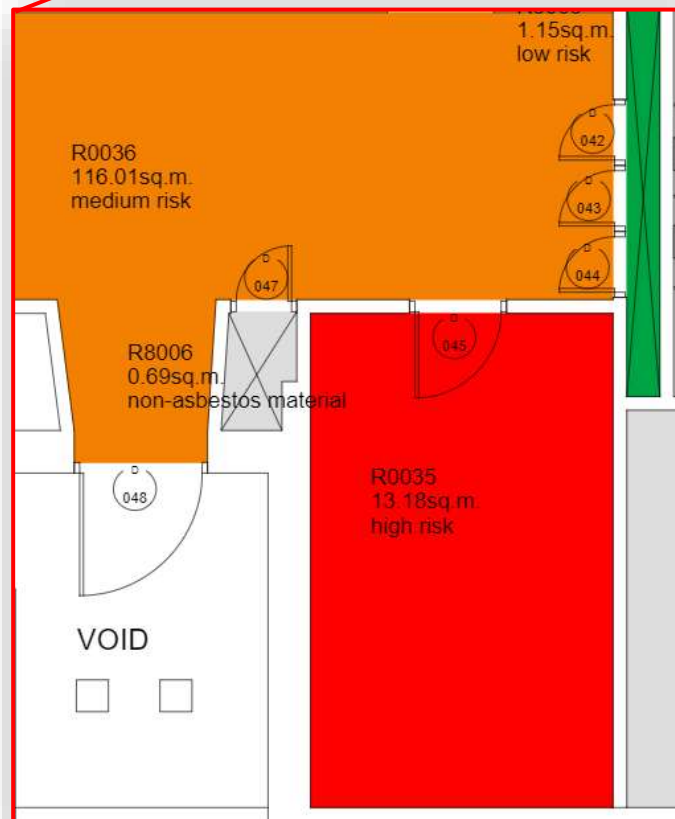 1.15sq.m.
low risk
D
042
R0036
116.01sq.m.
medium risk
D
043
D
044
D
047
D
045
R8006
0.69sq.m.
non-asbestos material
D
048
R0035
13.18sq.m.
high risk
VOID